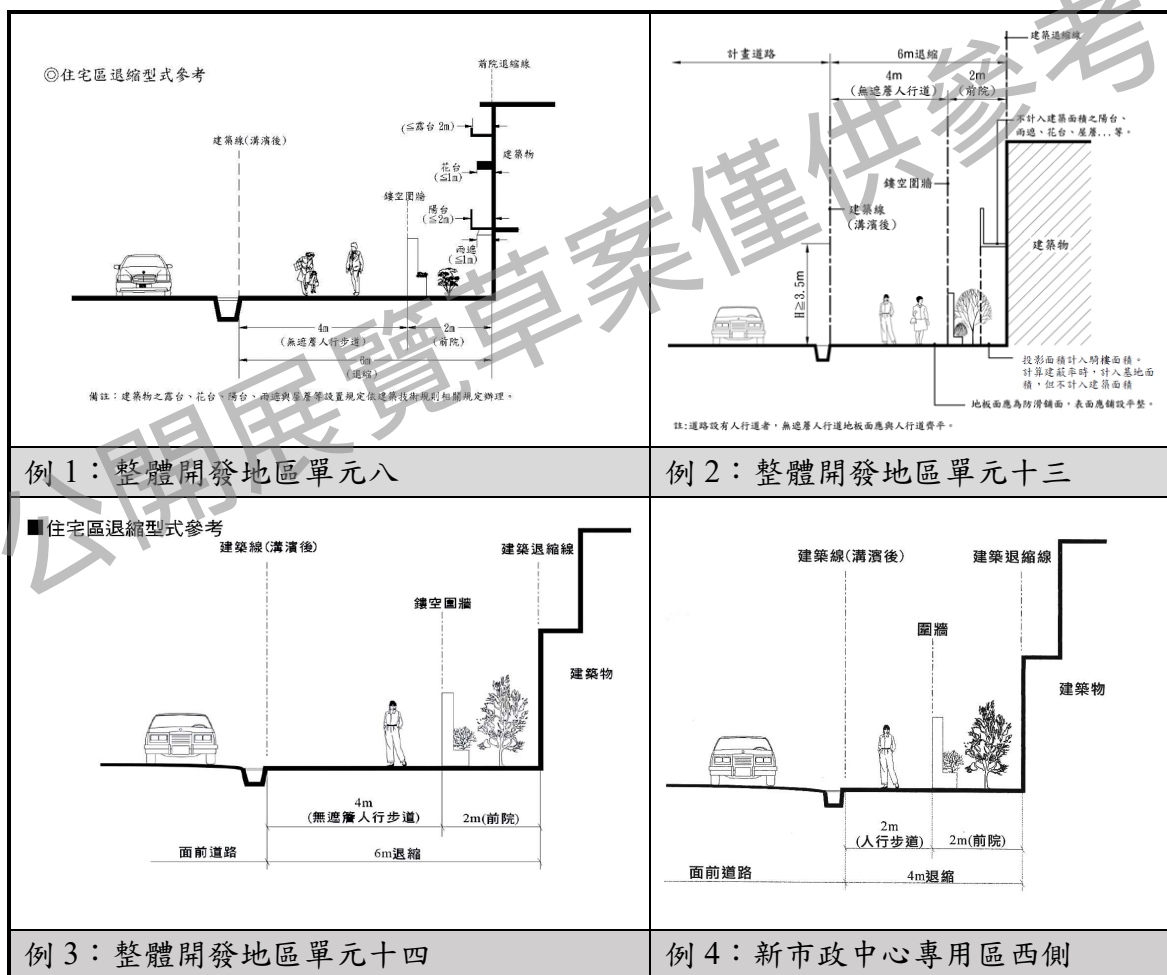 公開展覽草案僅供參考
◎住宅區退縮型式參考
前院退縮線
(≦露台 2m)
建築線(溝濱後)
建築物
花台
(≦1m)
鏤空圍牆
陽台
(≦2m)
雨遮
(≦1m)
4m
(無遮簷人行步道)
2m
(前院)
6m
(退縮)
備註：建築物之露台、花台、陽台、雨遮與屋簷等設置規定依建築技術規則相關規定辦理。
例 1：整體開發地區單元八
建築退縮線
計畫道路
6m退縮
4m
(無遮簷人行道)
2m
(前院)
不計入建築面積之陽台、
雨遮、花台、屋簷...等。
鏤空圍牆
建築線
(溝濱後)
建築物
H≧3.5m
投影面積計入騎樓面積。
計算建蔽率時，計入基地面
積，但不計入建築面積
地板面應為防滑鋪面，表面應鋪設平整。
註:道路設有人行道者，無遮簷人行道地板面應與人行道齊平。
例 2：整體開發地區單元十三
■住宅區退縮型式參考
建築線(溝濱後)
建築退縮線
鏤空圍牆
建築物
4m
(無遮簷人行步道)
2m(前院)
面前道路
6m退縮
例 3：整體開發地區單元十四
建築線(溝濱後)
建築退縮線
圍牆
建築物
2m
(人行步道)
2m(前院)
面前道路
4m退縮
例 4：新市政中心專用區西側